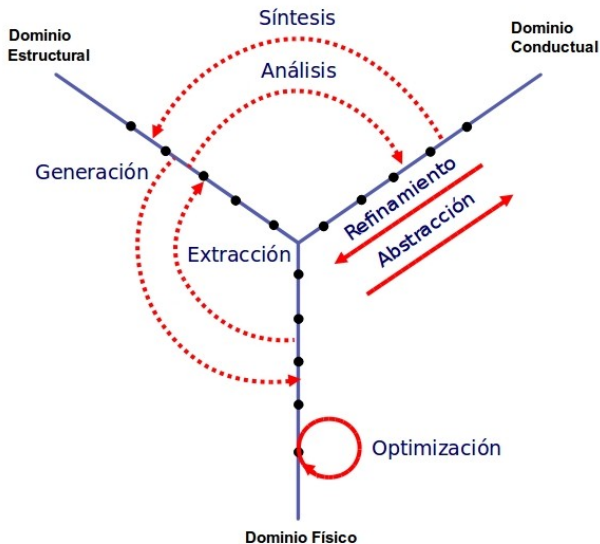 Síntesis
Dominio
Estructural
Dominio
Conductual
Análisis
Generación
Refinamiento
Abstracción
Extracción
Optimización
Dominio Físico